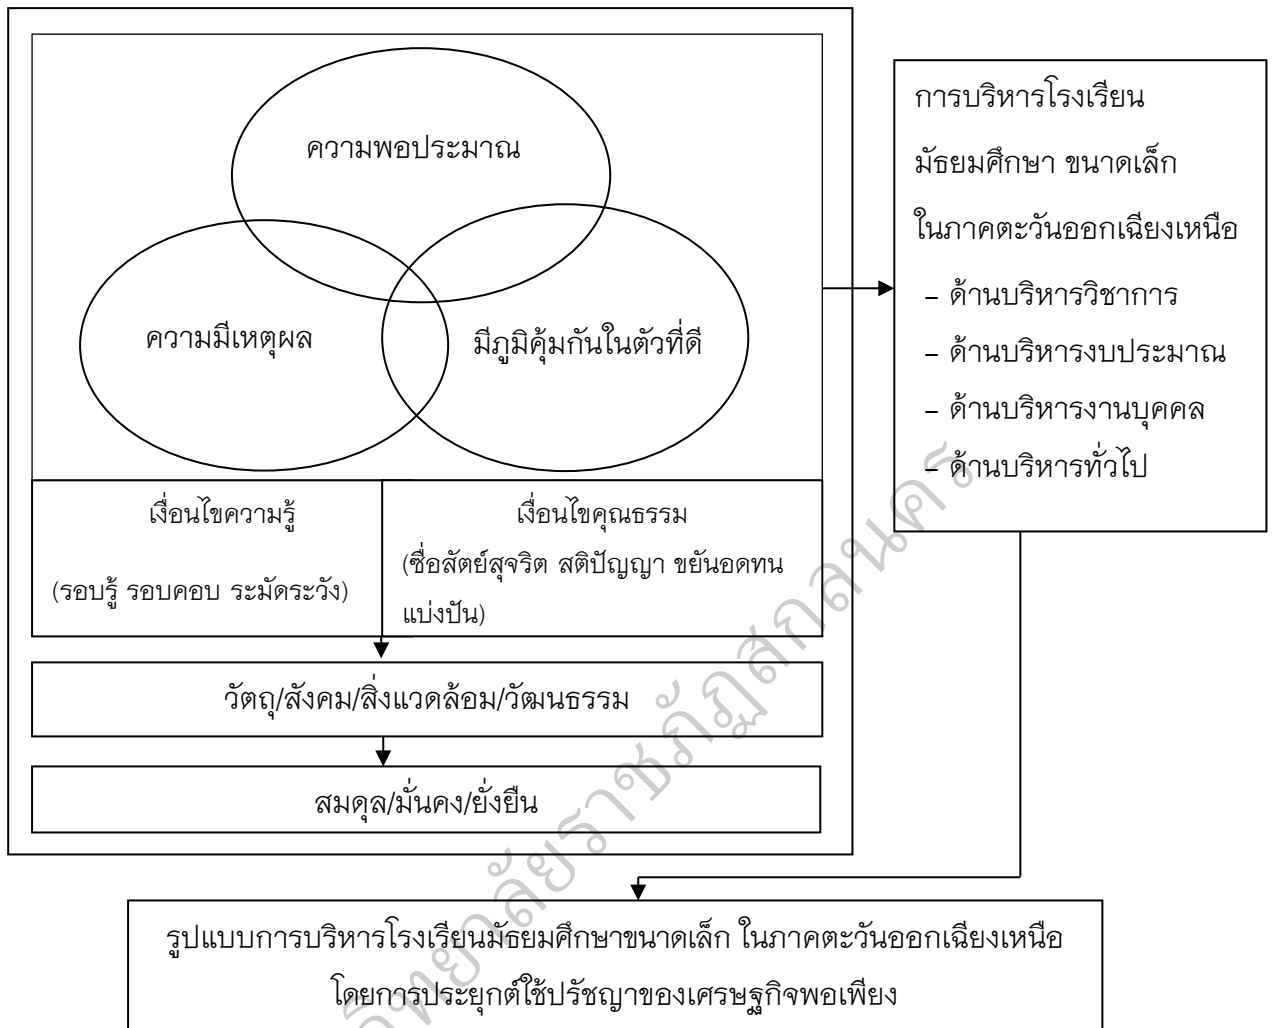 ความพอประมาณ
ความมีเหตุผล
มีภูมิคุ้มกันในตัวที่ดี
เงื่อนไขความรู้
(รอบรู้ รอบคอบ ระมัดระวัง)
เงื่อนไขคุณธรรม
(ซื่อสัตย์สุจริต สติปัญญา ขยันอดทน
แบ่งปัน)
วัตถุ/สังคม/สิ่งแวดล้อม/วัฒนธรรม
สมดุล/มั่นคง/ยั่งยืน
การบริหารโรงเรียน
มัธยมศึกษา ขนาดเล็ก
ในภาคตะวันออกเฉียงเหนือ
– ด้านบริหารวิชาการ
– ด้านบริหารงบประมาณ
– ด้านบริหารงานบุคคล
– ด้านบริหารทั่วไป
รูปแบบการบริหารโรงเรียนมัธยมศึกษาขนาดเล็ก ในภาคตะวันออกเฉียงเหนือ
โดยการประยุกต์ใช้ปรัชญาของเศรษฐกิจพอเพียง
วิทยาลัยราชภัฏสกลนคร